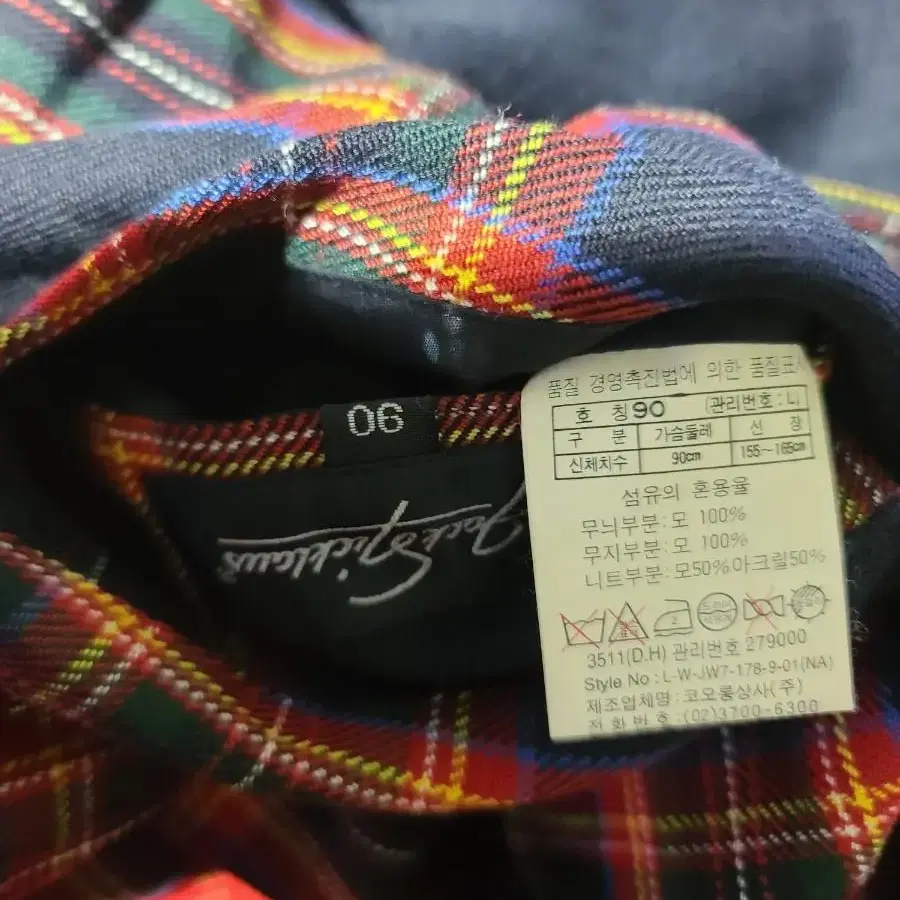 품질 경영촉진법에 의한 품질표시
호 칭 90 (관리번호: L)
구 분 가슴둘레 신 장
신체치수 90cm 155~165cm
섬유의 혼용율
무늬부분:모 100%
무지부분:모 100%
니트부분:모50%.아크릴50%
3511(D.H) 관리번호 279000
Style No : L-W-JW7-178-9-01(NA)
제조업체명 : 코오롱상사(주)
전 화 번 호 : (02)3700-6300
90
Jack Nicklaus